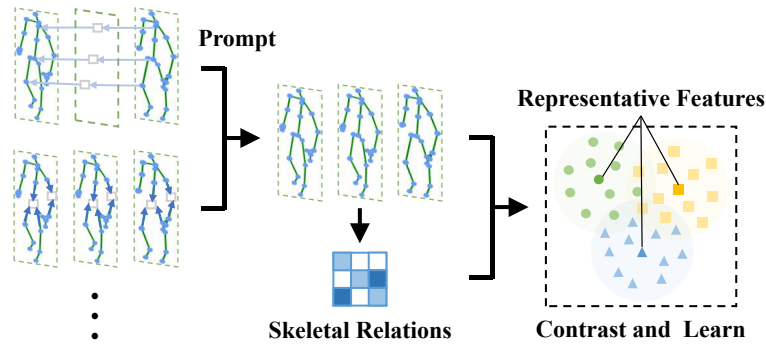 Prompt
Representative Features
Skeletal Relations
Contrast and Learn